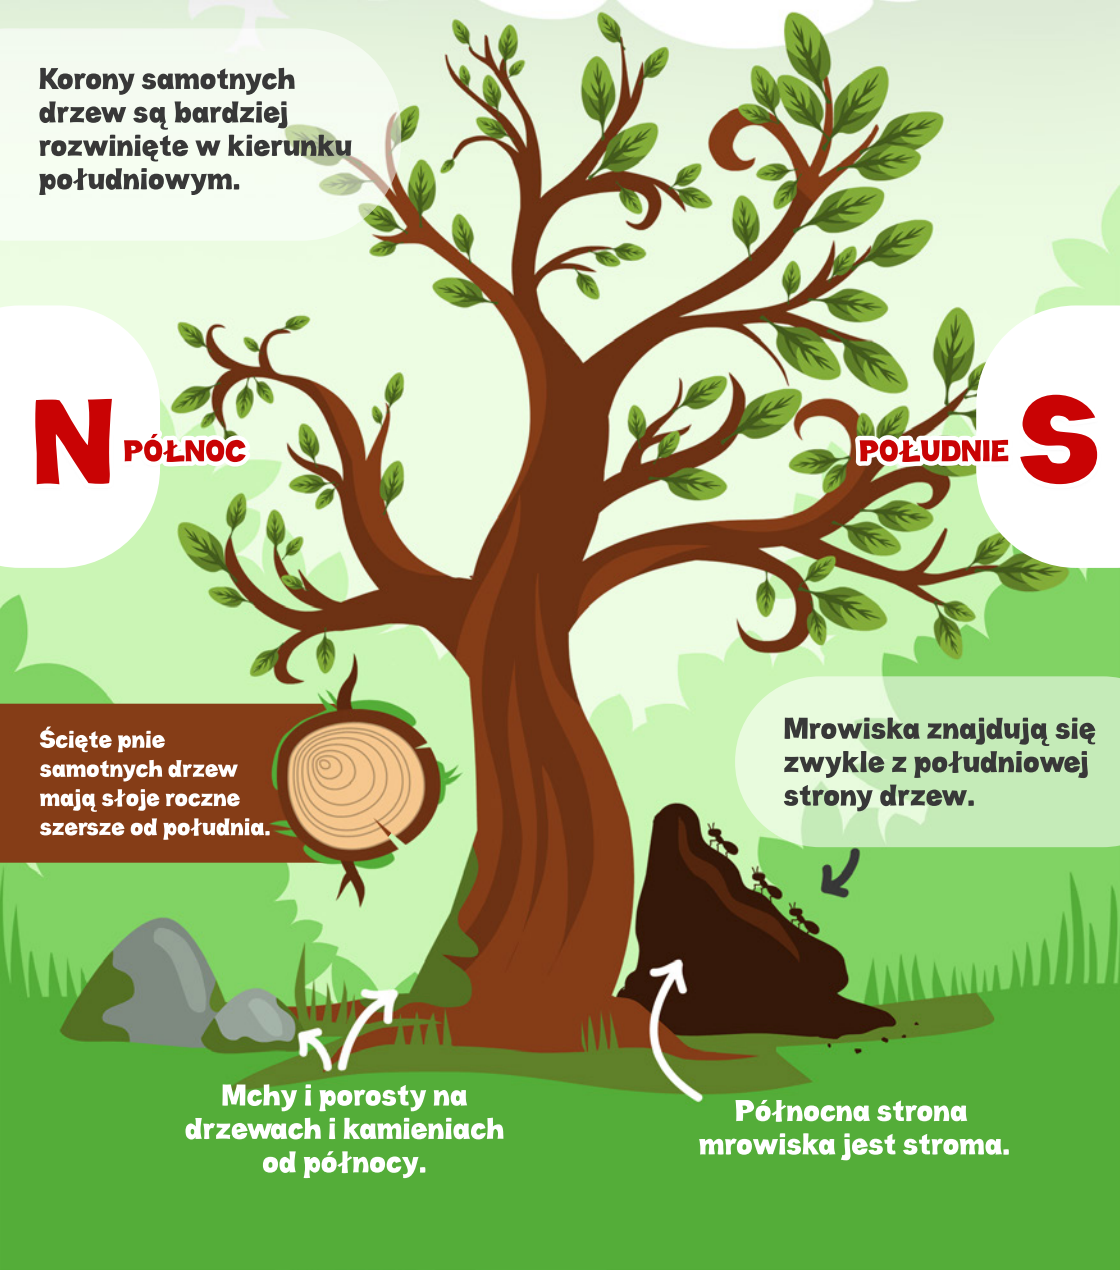 Korony samotnych
drzew są bardziej
rozwinięte w kierunku
południowym.
N PÓŁNOC
POŁUDNIE S
Ścięte pnie
samotnych drzew
mają słoje roczne
szersze od południa.
Mrowiska znajdują się
zwykle z południowej
strony drzew.
Mchy i porosty na
drzewach i kamieniach
od północy.
Północna strona
mrowiska jest stroma.